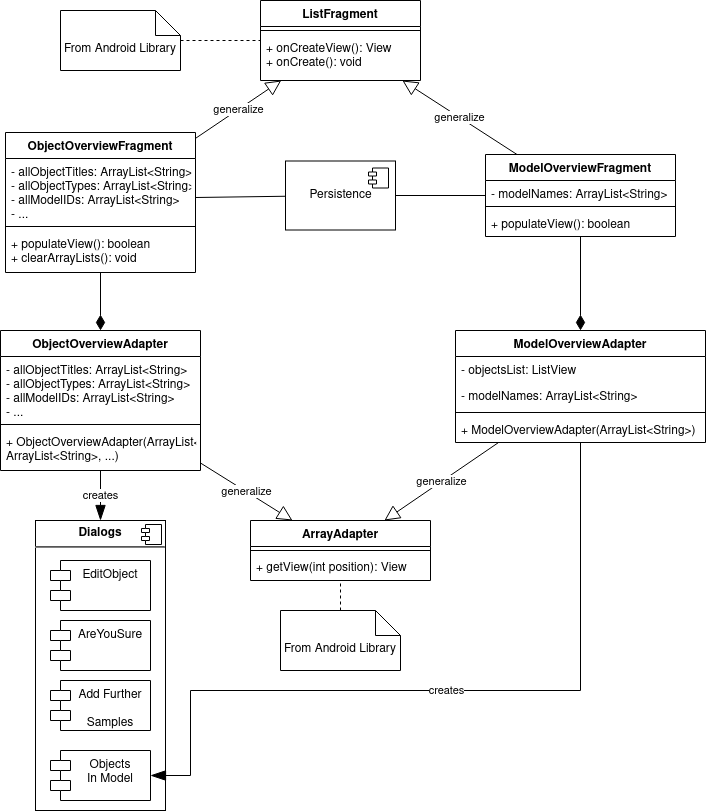 ListFragment
From Android Library
+ onCreateView(): View
+ onCreate(): void
generalize
generalize
ObjectOverviewFragment
- allObjectTitles: ArrayList<String>
- allObjectTypes: ArrayList<String>
- allModelIDs: ArrayList<String>
- ...
+ populateView(): boolean
+ clearArrayLists(): void
Persistence
ModelOverviewFragment
- modelNames: ArrayList<String>
+ populateView(): boolean
ObjectOverviewAdapter
- allObjectTitles: ArrayList<String>
- allObjectTypes: ArrayList<String>
- allModelIDs: ArrayList<String>
- ...
+ ObjectOverviewAdapter(ArrayList<
ArrayList<String>, ...)
ModelOverviewAdapter
- objectsList: ListView
- modelNames: ArrayList<String>
+ ModelOverviewAdapter(ArrayList<String>)
creates
generalize
generalize
Dialogs
EditObject
AreYouSure
Add Further
Samples
Objects
In Model
ArrayAdapter
+ getView(int position): View
From Android Library
creates